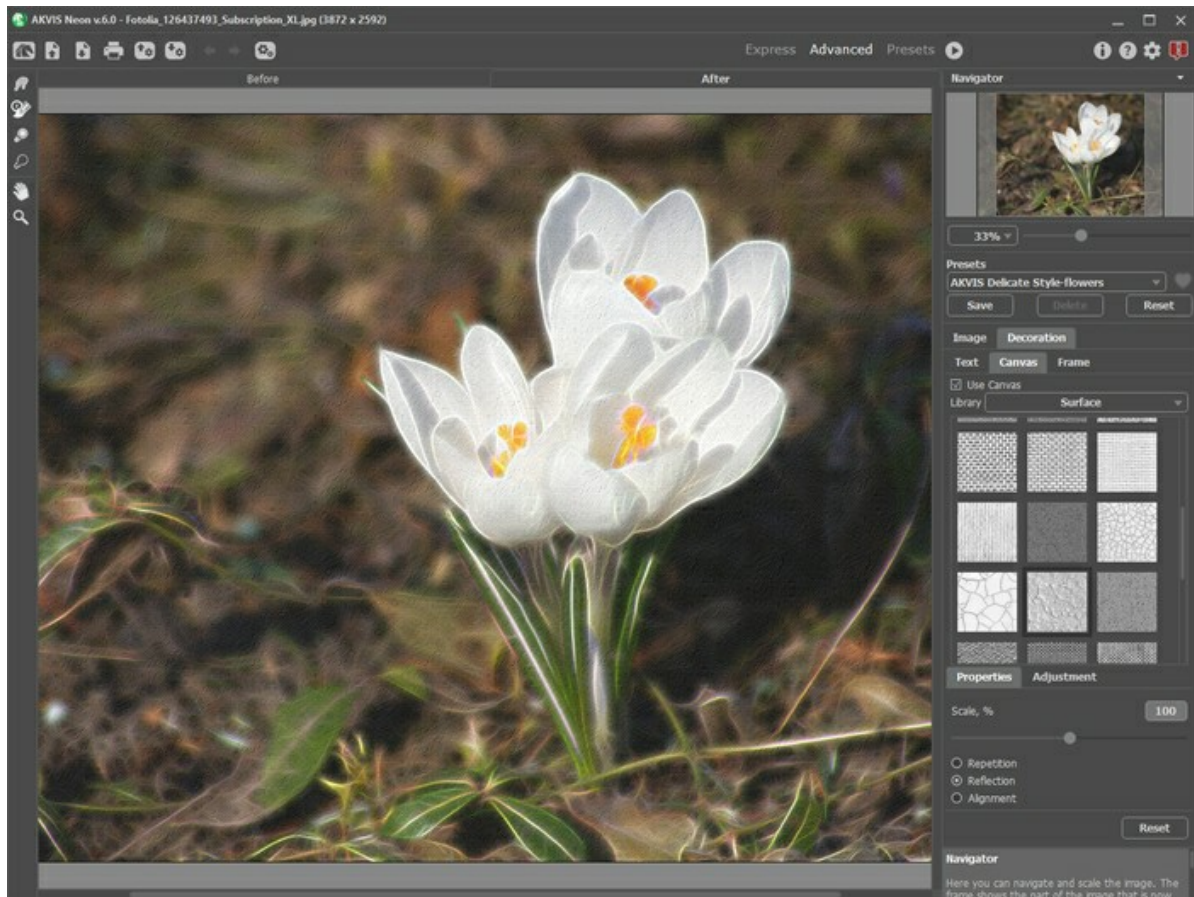 AKVIS Neon v.6.0 - Fotolia_126437493_Subscription_XL.jpg (3872 x 2592)
Express Advanced Presets
Before After
Navigator
33%
Presets
AKVIS Delicate Style-flowers
Save Delete Reset
Image Decoration
Text Canvas Frame
Use Canvas
Library Surface
Properties Adjustment
Scale, % 100
Repetition
Reflection
Alignment
Reset
Navigator
Here you can navigate and scale the image. The
frame shows the part of the image that is now